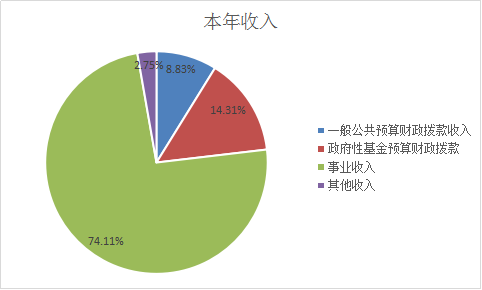 本年收入
2.75%
8.83%
14.31%
74.11%
一般公共预算财政拨款收入
政府性基金预算财政拨款
事业收入
其他收入